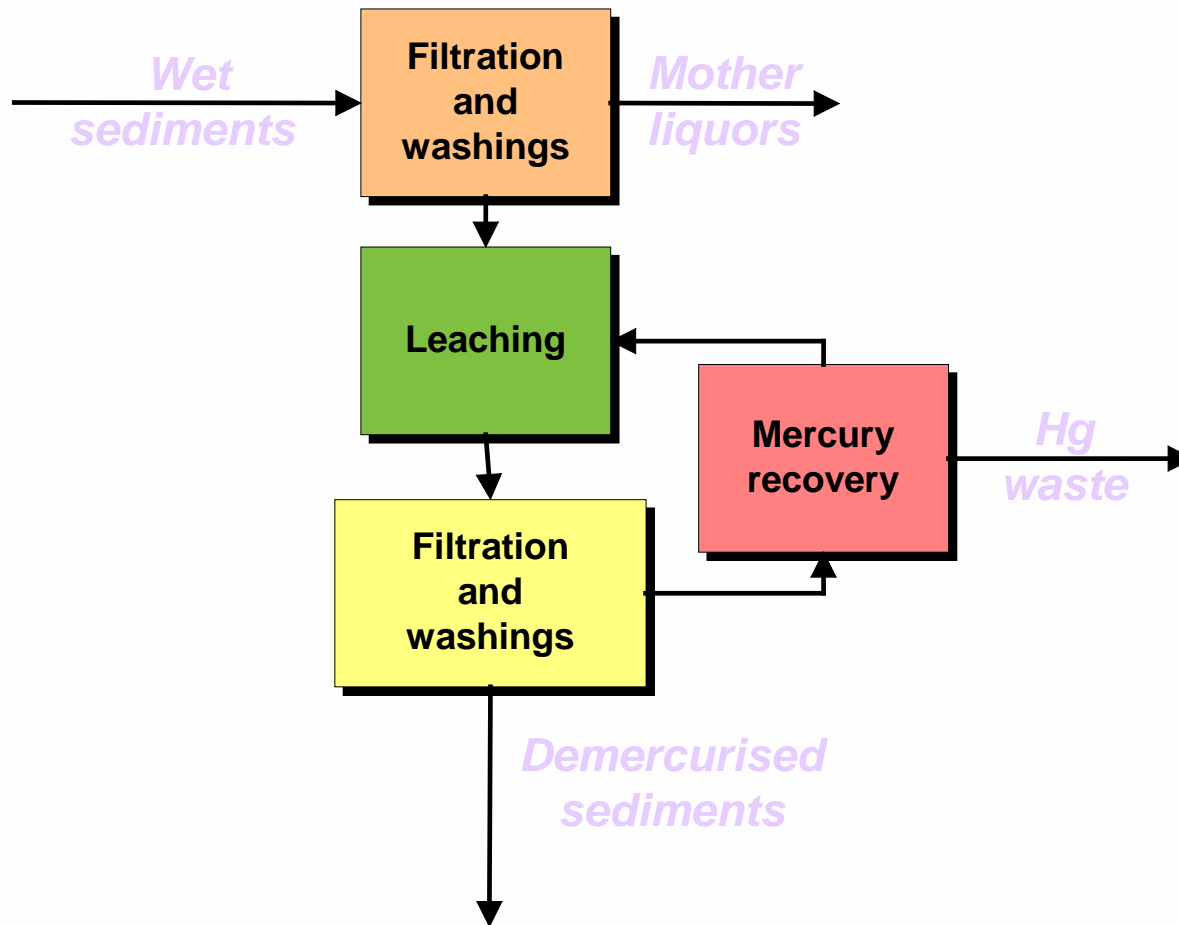 Wet
sediments
Filtration
and
washings
Mother
liquors
Leaching
Mercury
recovery
Hg
waste
Filtration
and
washings
Demercurised
sediments